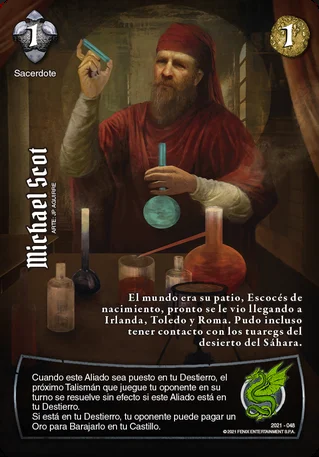 1
1
Sacerdote
Michael Scot
ARTE: JP AGUIRRE
El mundo era su patio, Escocés de
nacimiento, pronto se le vio llegando a
Irlanda, Toledo y Roma. Pudo incluso
tener contacto con los tuaregs del
desierto del Sáhara.
Cuando este Aliado sea puesto en tu Destierro, el
próximo Talismán que juegue tu oponente en su
turno se resuelve sin efecto si este Aliado está en
tu Destierro.
Si está en tu Destierro, tu oponente puede pagar un
Oro para Barajarlo en tu Castillo.
2021 - 048
©2021 FENIX ENTERTAINMENT S.P.A.